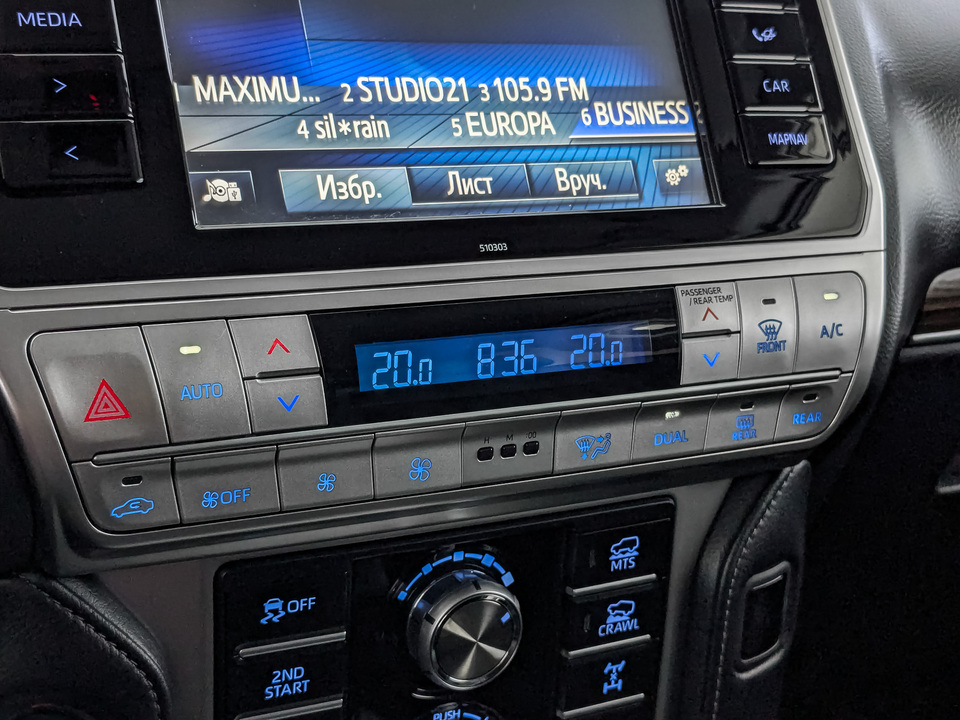 MEDIA
>
<
MAXIMU... 2 STUDIO21 3 105.9 FM
4 sil*rain 5 EUROPA 6 BUSINESS
Избр. Лист Вруч.
CAR
MAPNAV
510303
PASSENGER
/ REAR TEMP
AUTO
20.0 8:36 20.0
FRONT
A/C
OFF
H M 00
DUAL
REAR
REAR
OFF
2ND
START
MTS
CRAWL
PUSH